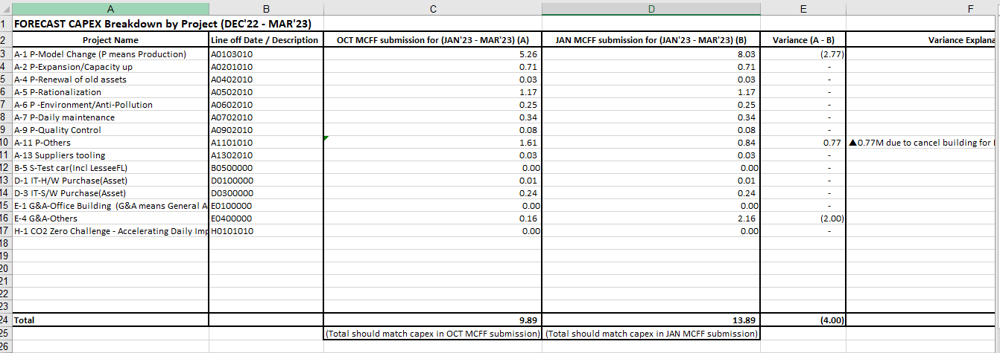 A B C D E F
1 FORECAST CAPEX Breakdown by Project (DEC'22 - MAR'23)
2 Project Name Line off Date / Description OCT MCFF submission for (JAN'23 - MAR'23) (A) JAN MCFF submission for (JAN'23 - MAR'23) (B) Variance (A - B) Variance Explana
3 A-1 P-Model Change (P means Production) A0103010 5.26 8.03 (2.77)
4 A-2 P-Expansion/Capacity up A0201010 0.71 0.71 -
5 A-4 P-Renewal of old assets A0402010 0.03 0.03 -
6 A-5 P-Rationalization A0502010 1.17 1.17 -
7 A-6 P -Environment/Anti-Pollution A0602010 0.25 0.25 -
8 A-7 P-Daily maintenance A0702010 0.34 0.34 -
9 A-9 P-Quality Control A0902010 0.08 0.08 -
10 A-11 P-Others A1101010 1.61 0.84 0.77 ▲0.77M due to cancel building for
11 A-13 Suppliers tooling A1302010 0.03 0.03 -
12 B-5 S-Test car(Incl LesseeFL) B0500000 0.00 0.00 -
13 D-1 IT-H/W Purchase(Asset) D0100000 0.01 0.01 -
14 D-3 IT-S/W Purchase(Asset) D0300000 0.24 0.24 -
15 E-1 G&A-Office Building (G&A means General A E0100000 0.00 0.00 -
16 E-4 G&A-Others E0400000 0.16 2.16 (2.00)
17 H-1 CO2 Zero Challenge - Accelerating Daily Imp H0101010 0.00 0.00 -
18
19
20
21
22
23
24 Total 9.89 13.89 (4.00)
25 (Total should match capex in OCT MCFF submission) (Total should match capex in JAN MCFF submission)
26